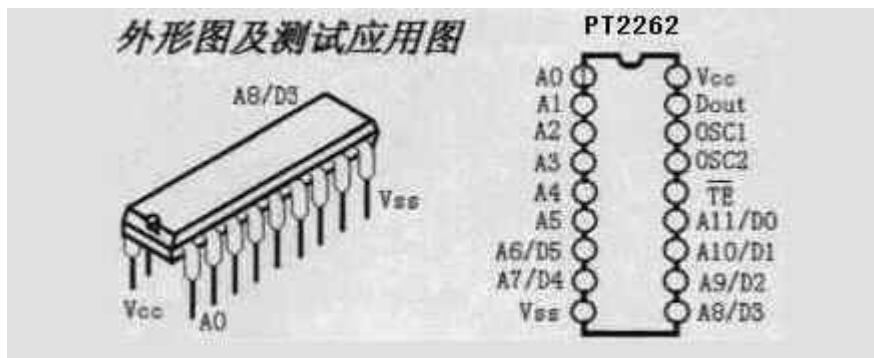 外形图及测试应用图
PT2262
A8/D3
Vss
Vcc
A0
A0 Vcc
A1 Dout
A2 OSC1
A3 OSC2
A4 TE
A5 A11/D0
A6/D5 A10/D1
A7/D4 A9/D2
Vss A8/D3